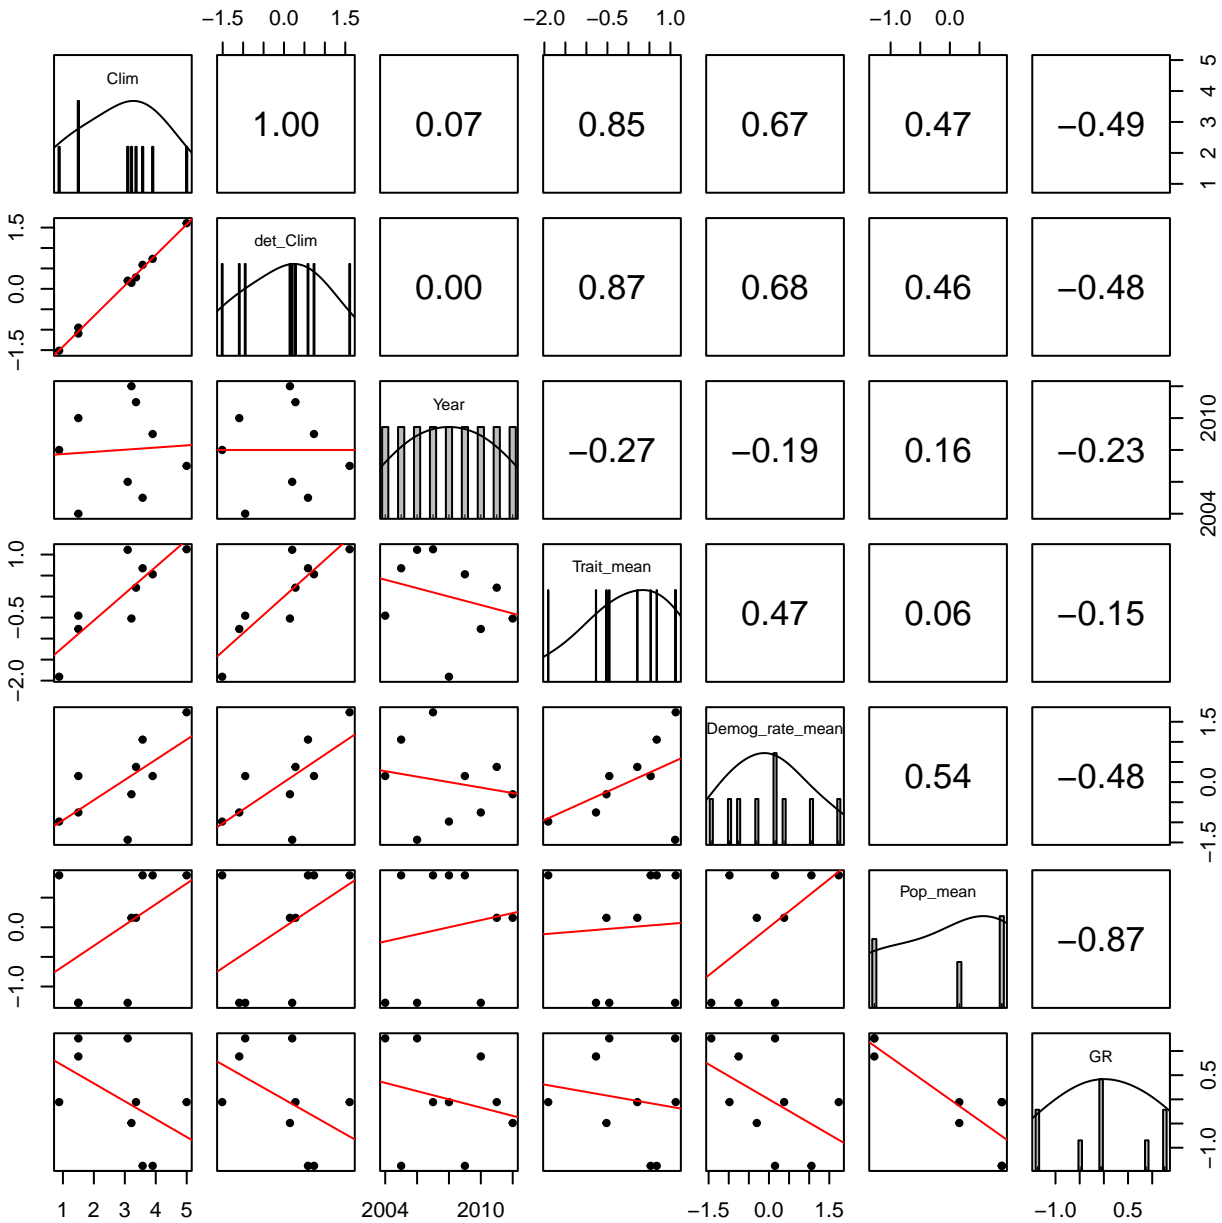 −1.5 0.0 1.5 −2.0 −0.5 1.0 −1.0 0.0
Clim 1.00 0.07 0.85 0.67 0.47 −0.49
1 2 3 4 5
−1.5 0.0 1.5
det_Clim 0.00 0.87 0.68 0.46 −0.48
Year −0.27 −0.19 0.16 −0.23
2004 2010
−2.0 −0.5 1.0
Trait_mean 0.47 0.06 −0.15
Demog_rate_mean 0.54 −0.48
−1.5 0.0 1.5
−1.0 0.0
Pop_mean −0.87
GR
−1.0 0.5
1 2 3 4 5 2004 2010 −1.5 0.0 1.5 −1.0 0.5